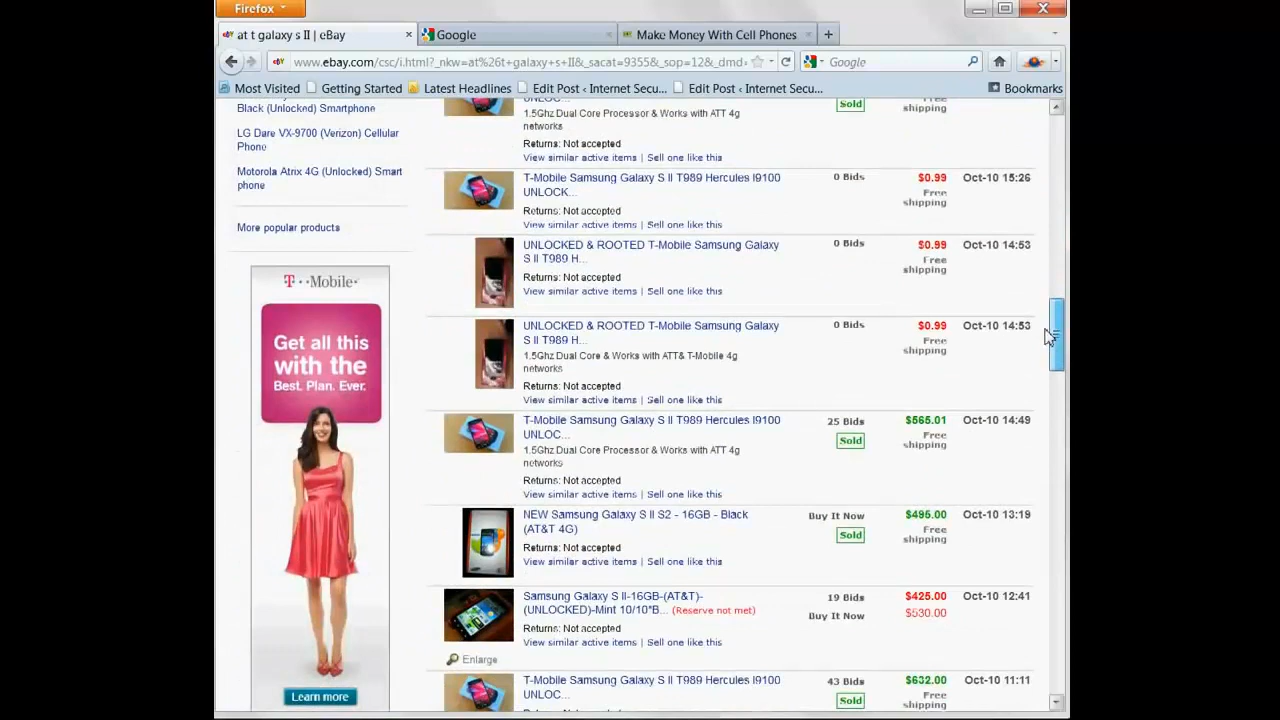 Firefox
at t galaxy s II | eBay
Google
Make Money With Cell Phones
www.ebay.com/csc/i.html?_nkw=at%26t+galaxy+s+II&_sacat=9355&_sop=12&_dmd=
Google
Most Visited
Getting Started
Latest Headlines
Edit Post ‹ Internet Secu...
Edit Post ‹ Internet Secu...
Bookmarks
Black (Unlocked) Smartphone
LG Dare VX-9700 (Verizon) Cellular
Phone
Motorola Atrix 4G (Unlocked) Smart
phone
More popular products
T··Mobile·
Get all this
with the
Best. Plan. Ever.
Learn more
UNLOC...
Sold
Free
shipping
1.5Ghz Dual Core Processor & Works with ATT 4g
networks
Returns: Not accepted
View similar active items | Sell one like this
T-Mobile Samsung Galaxy S II T989 Hercules I9100
UNLOCK...
0 Bids
$0.99
Free
shipping
Oct-10 15:26
Returns: Not accepted
View similar active items | Sell one like this
UNLOCKED & ROOTED T-Mobile Samsung Galaxy
S II T989 H...
0 Bids
$0.99
Free
shipping
Oct-10 14:53
Returns: Not accepted
View similar active items | Sell one like this
UNLOCKED & ROOTED T-Mobile Samsung Galaxy
S II T989 H...
0 Bids
$0.99
Free
shipping
Oct-10 14:53
1.5Ghz Dual Core & Works with ATT& T-Mobile 4g
networks
Returns: Not accepted
View similar active items | Sell one like this
T-Mobile Samsung Galaxy S II T989 Hercules I9100
UNLOC...
25 Bids
Sold
$565.01
Free
shipping
Oct-10 14:49
1.5Ghz Dual Core Processor & Works with ATT 4g
networks
Returns: Not accepted
View similar active items | Sell one like this
NEW Samsung Galaxy S II S2 - 16GB - Black
(AT&T 4G)
Buy It Now
Sold
$495.00
Free
shipping
Oct-10 13:19
Returns: Not accepted
View similar active items | Sell one like this
Samsung Galaxy S II-16GB-(AT&T)-
(UNLOCKED)-Mint 10/10*B... (Reserve not met)
19 Bids
Buy It Now
$425.00
$530.00
Oct-10 12:41
Returns: Not accepted
View similar active items | Sell one like this
Enlarge
T-Mobile Samsung Galaxy S II T989 Hercules I9100
UNLOC...
43 Bids
Sold
$632.00
Free
shipping
Oct-10 11:11